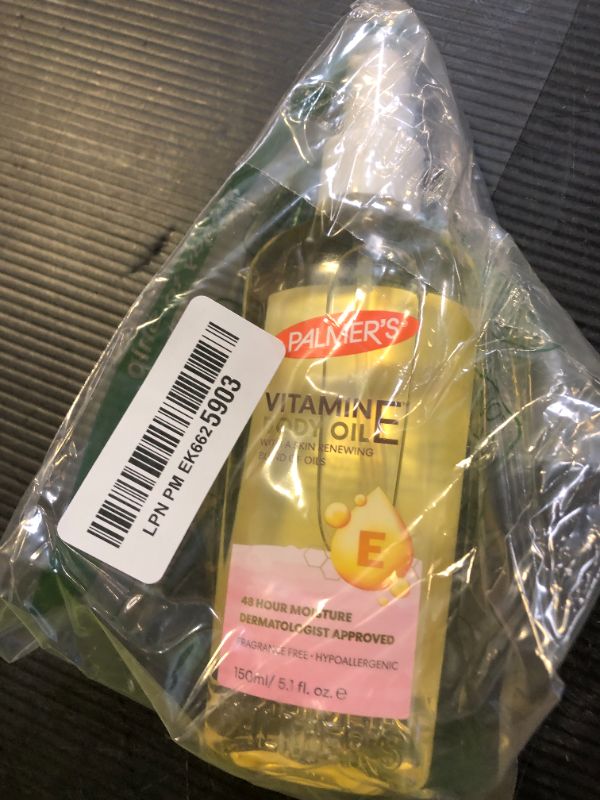 PALMER'S
VITAMIN E
BODY OIL
WITH A SKIN RENEWING
BLEND OF OILS
E
48 HOUR MOISTURE
DERMATOLOGIST APPROVED
FRAGRANCE FREE • HYPOALLERGENIC
150ml/ 5.1 fl. oz. e
LPN PM EK6625903